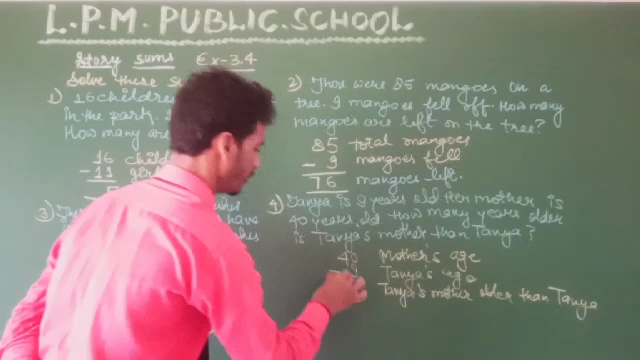 L.P.M. PUBLIC.SCHOOL
Story sums Ex-3.4
Solve these s
1) 16 childre
in the park.
How many are
16 child
- 11 gir
5
2) There were 85 mangoes on a
tree. 9 mangoes fell off. How many
mangoes are left on the tree?
85 total mangoes
- 9 mangoes fell
76 mangoes left.
3) The
have
4) Tanya is 8 years old Her mother is
40 years old How many years older
is Tanya's mother than Tanya?
40 Mother's age
Tanya's age
Tanya's mother older than Tanya